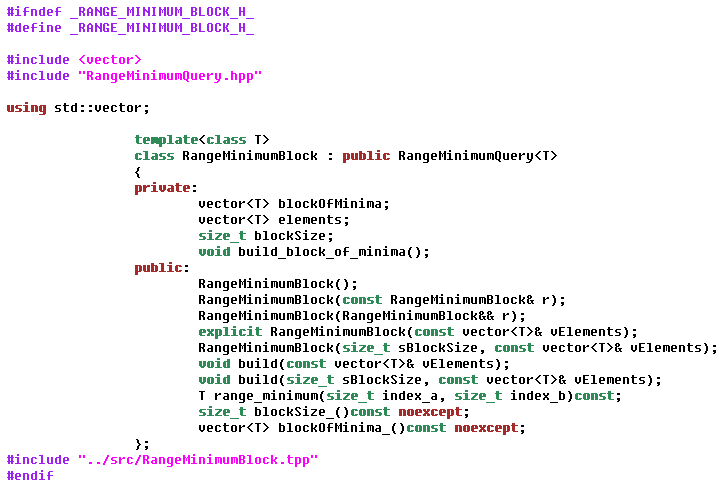 #ifndef _RANGE_MINIMUM_BLOCK_H_
#define _RANGE_MINIMUM_BLOCK_H_

#include <vector>
#include "RangeMinimumQuery.hpp"

using std::vector;

                template<class T>
                class RangeMinimumBlock : public RangeMinimumQuery<T>
                {
                private:
                        vector<T> blockOfMinima;
                        vector<T> elements;
                        size_t blockSize;
                        void build_block_of_minima();
                public:
                        RangeMinimumBlock();
                        RangeMinimumBlock(const RangeMinimumBlock& r);
                        RangeMinimumBlock(RangeMinimumBlock&& r);
                        explicit RangeMinimumBlock(const vector<T>& vElements);
                        RangeMinimumBlock(size_t sBlockSize, const vector<T>& vElements);
                        void build(const vector<T>& vElements);
                        void build(size_t sBlockSize, const vector<T>& vElements);
                        T range_minimum(size_t index_a, size_t index_b)const;
                        size_t blockSize_()const noexcept;
                        vector<T> blockOfMinima_()const noexcept;
                };
#include "../src/RangeMinimumBlock.tpp"
#endif